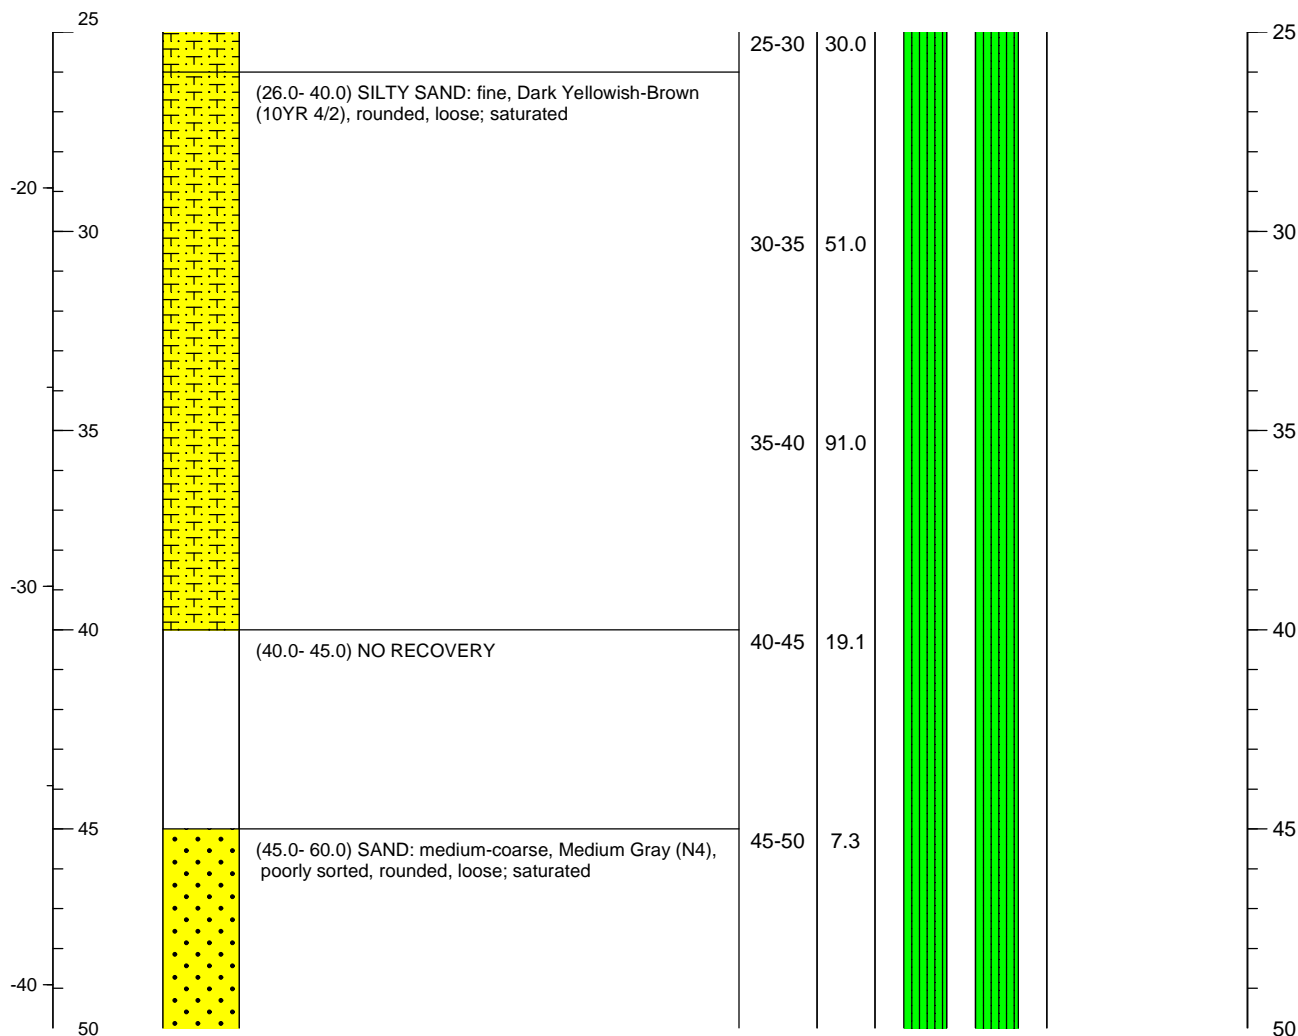 25
25-30 30.0 25
(26.0- 40.0) SILTY SAND: fine, Dark Yellowish-Brown
(10YR 4/2), rounded, loose; saturated
-20
30 30-35 51.0 30
35 35-40 91.0 35
-30
40 40-45 19.1 40
(40.0- 45.0) NO RECOVERY
45 45-50 7.3 45
(45.0- 60.0) SAND: medium-coarse, Medium Gray (N4),
poorly sorted, rounded, loose; saturated
-40
50 50